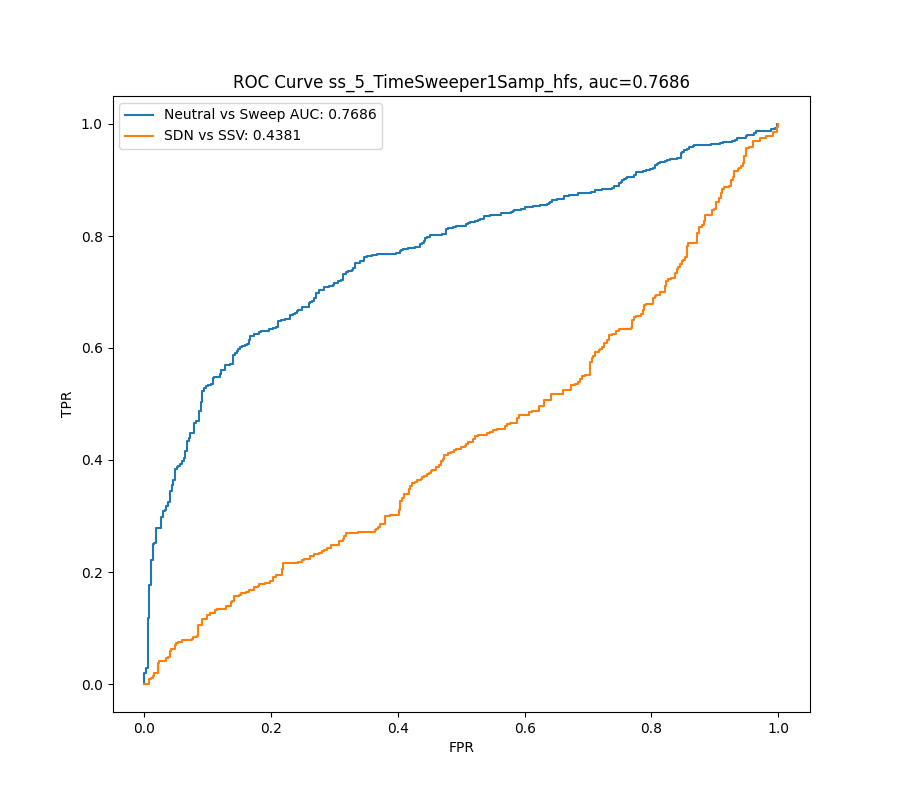 ROC Curve ss_5_TimeSweeper1Samp_hfs, auc=0.7686
Neutral vs Sweep AUC: 0.7686
SDN vs SSV: 0.4381
1.0
0.8
0.6
0.4
0.2
0.0
TPR
0.0 0.2 0.4 0.6 0.8 1.0
FPR